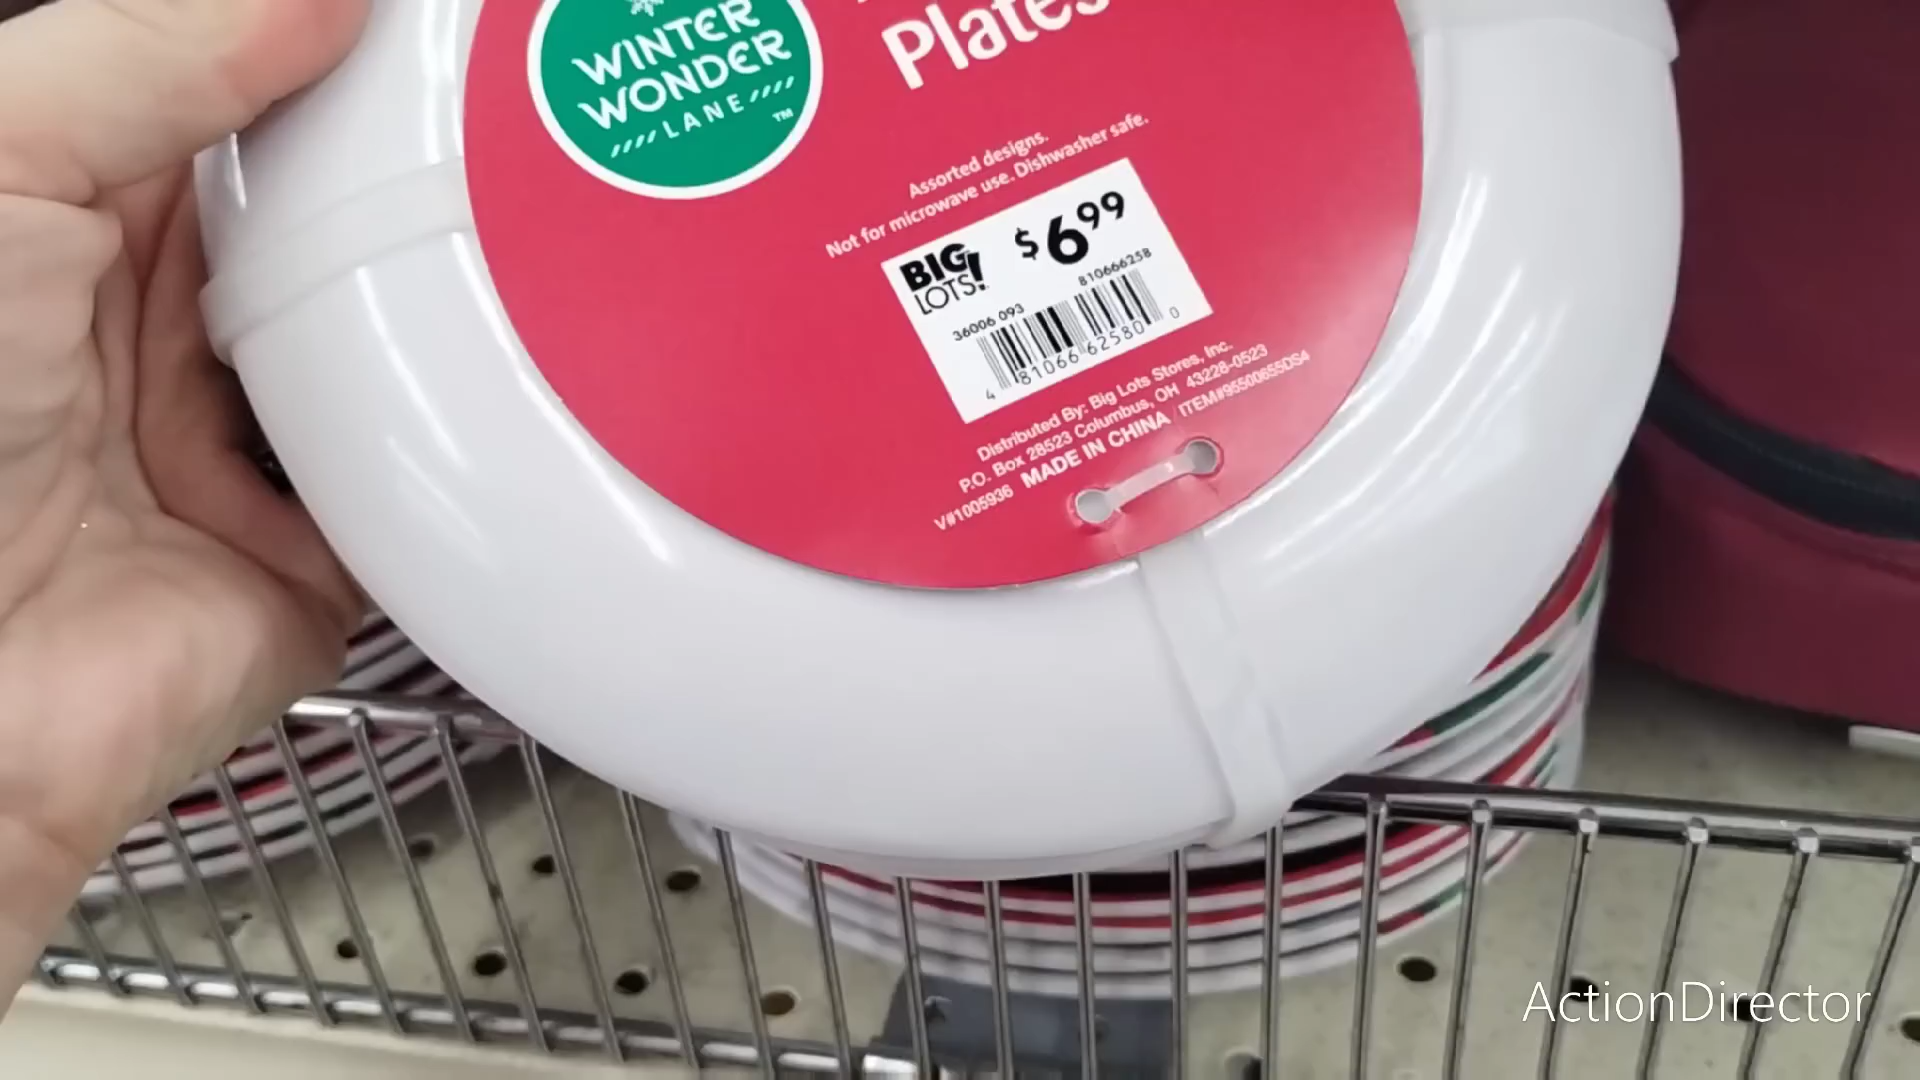 WINTER
WONDER
LANE
TM
Plates
Assorted designs.
Not for microwave use. Dishwasher safe.
BIG
LOTS!
$6.99
810666258
36006 093
4 81066 62580 0
Distributed By: Big Lots Stores, Inc.
P.O. Box 28523 Columbus, OH 43228-0523
V#1005936 MADE IN CHINA ITEM#95500655DS4
ActionDirector